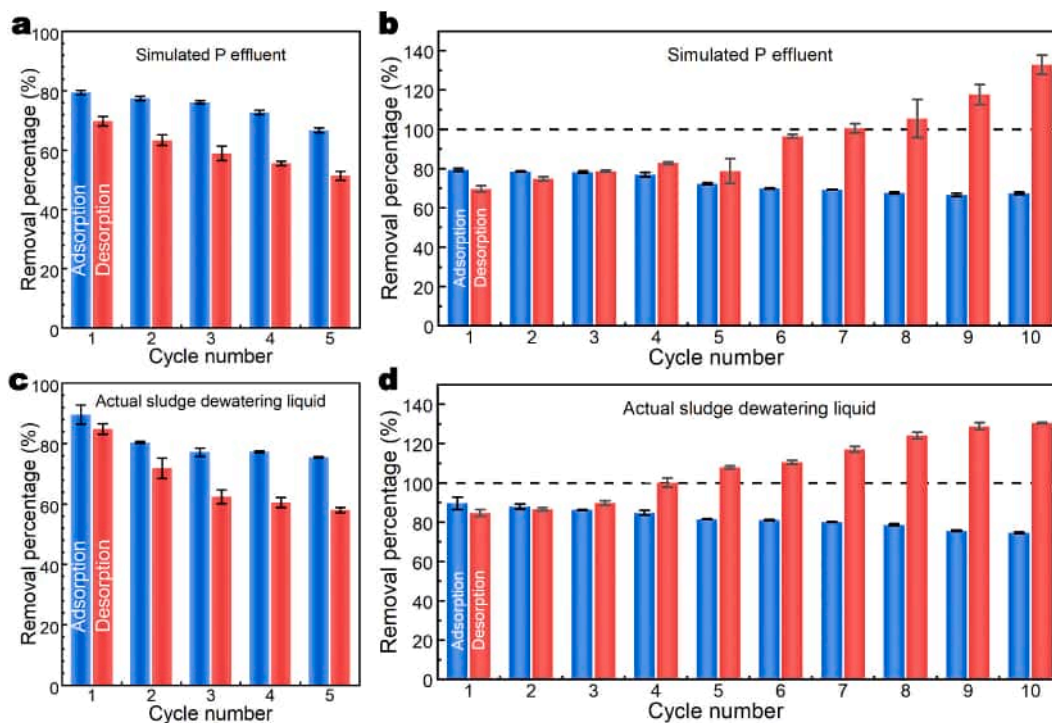 a
100
80
60
40
20
0
Removal percentage (%)
Simulated P effluent
Adsorption
Desorption
1 2 3 4 5
Cycle number
b
140
120
100
80
60
40
20
0
Removal percentage (%)
Simulated P effluent
Adsorption
Desorption
1 2 3 4 5 6 7 8 9 10
Cycle number
c
100
80
60
40
20
0
Removal percentage (%)
Actual sludge dewatering liquid
Adsorption
Desorption
1 2 3 4 5
Cycle number
d
140
120
100
80
60
40
20
0
Removal percentage (%)
Actual sludge dewatering liquid
Adsorption
Desorption
1 2 3 4 5 6 7 8 9 10
Cycle number